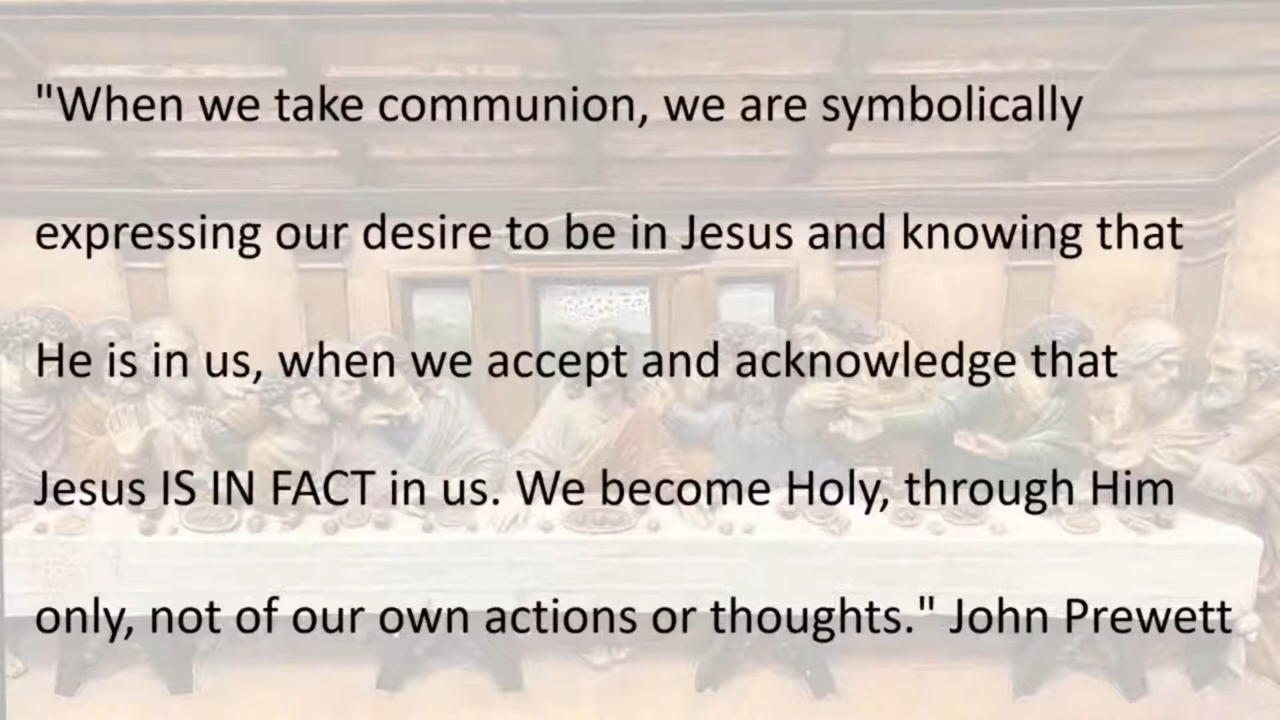 "When we take communion, we are symbolically
expressing our desire to be in Jesus and knowing that
He is in us, when we accept and acknowledge that
Jesus IS IN FACT in us. We become Holy, through Him
only, not of our own actions or thoughts." John Prewett